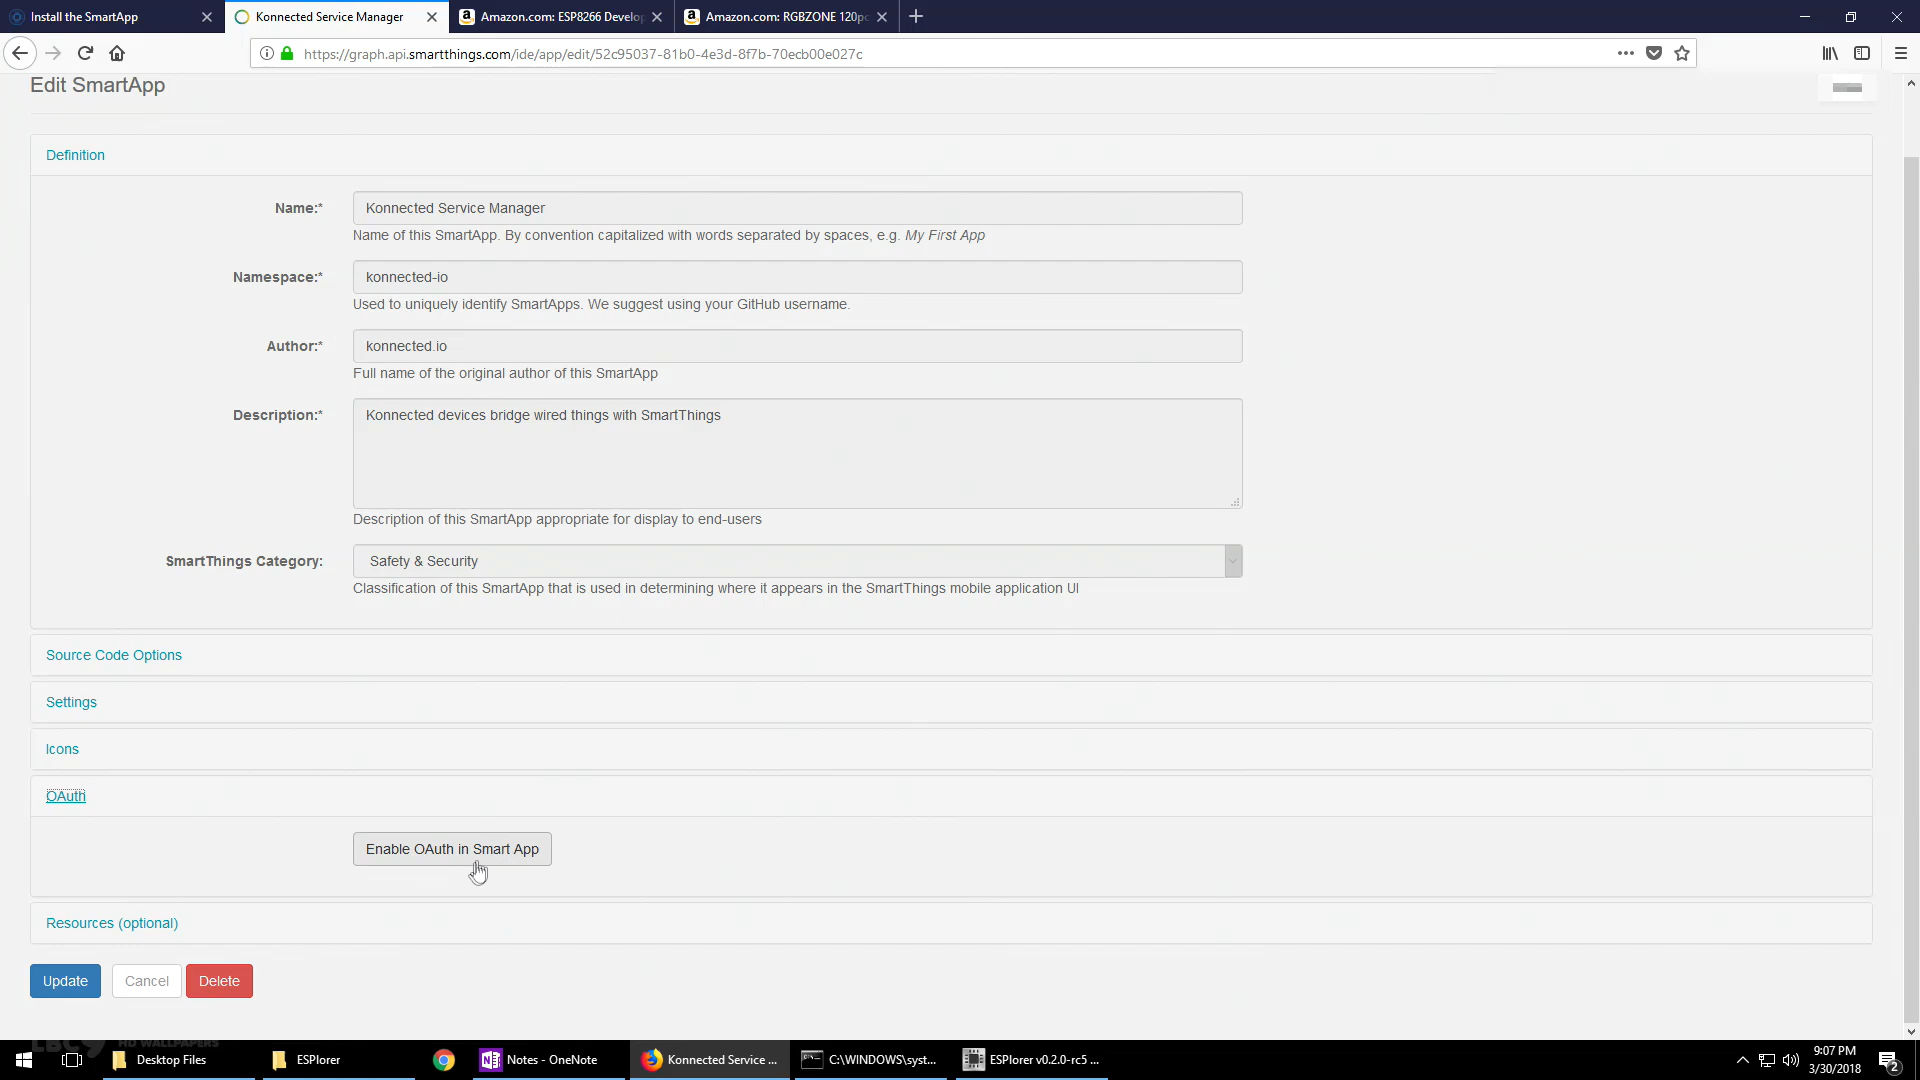 Install the SmartApp
Konnected Service Manager
Amazon.com: ESP8266 Develop
Amazon.com: RGBZONE 120pc
https://graph.api.smartthings.com/ide/app/edit/52c95037-81b0-4e3d-8f7b-70ecb00e027c
Edit SmartApp
Definition
Name:*
Konnected Service Manager
Name of this SmartApp. By convention capitalized with words separated by spaces, e.g. My First App
Namespace:*
konnected-io
Used to uniquely identify SmartApps. We suggest using your GitHub username.
Author:*
konnected.io
Full name of the original author of this SmartApp
Description:*
Konnected devices bridge wired things with SmartThings
Description of this SmartApp appropriate for display to end-users
SmartThings Category:
Safety & Security
Classification of this SmartApp that is used in determining where it appears in the SmartThings mobile application UI
Source Code Options
Settings
Icons
OAuth
Enable OAuth in Smart App
Resources (optional)
Update
Cancel
Delete
HD WALLPAPERS
Desktop Files
ESPlorer
Notes - OneNote
Konnected Service ...
C:\WINDOWS\syst...
ESPlorer v0.2.0-rc5 ...
9:07 PM
3/30/2018
2